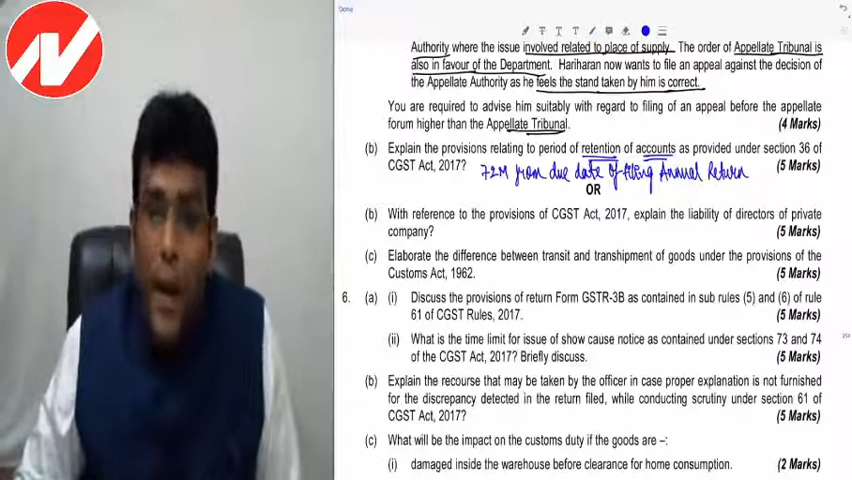 Done
Authority where the issue involved related to place of supply. The order of Appellate Tribunal is
also in favour of the Department. Hariharan now wants to file an appeal against the decision of
the Appellate Authority as he feels the stand taken by him is correct.
You are required to advise him suitably with regard to filing of an appeal before the appellate
forum higher than the Appellate Tribunal. (4 Marks)
(b) Explain the provisions relating to period of retention of accounts as provided under section 36 of
CGST Act, 2017? (5 Marks)
72M from due date of filing Annual Return
OR
(b) With reference to the provisions of CGST Act, 2017, explain the liability of directors of private
company? (5 Marks)
(c) Elaborate the difference between transit and transhipment of goods under the provisions of the
Customs Act, 1962. (5 Marks)
6. (a) (i) Discuss the provisions of return Form GSTR-3B as contained in sub rules (5) and (6) of rule
61 of CGST Rules, 2017. (5 Marks)
(ii) What is the time limit for issue of show cause notice as contained under sections 73 and 74
of the CGST Act, 2017? Briefly discuss. (5 Marks)
(b) Explain the recourse that may be taken by the officer in case proper explanation is not furnished
for the discrepancy detected in the return filed, while conducting scrutiny under section 61 of
CGST Act, 2017? (5 Marks)
(c) What will be the impact on the customs duty if the goods are –:
(i) damaged inside the warehouse before clearance for home consumption. (2 Marks)